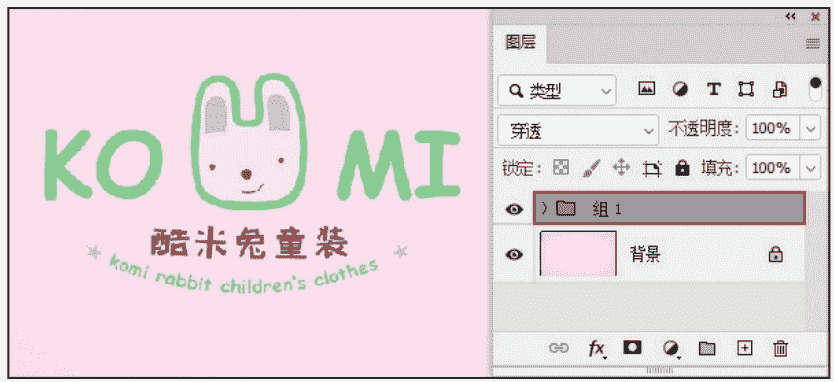 KO MI
酷米兔童装
komi rabbit children's clothes
图层
类型
穿透
不透明度: 100%
锁定: 填充: 100%
组 1
背景
fx